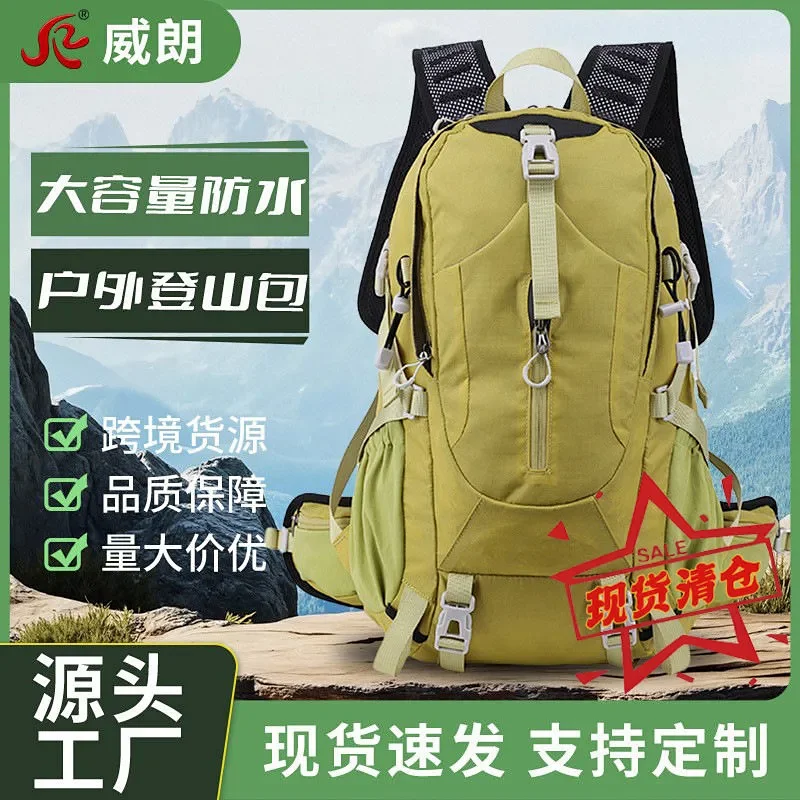 ® 威朗
大容量防水
户外登山包
跨境货源
品质保障
量大价优
SALE
现货清仓
源头
工厂
现货速发 支持定制